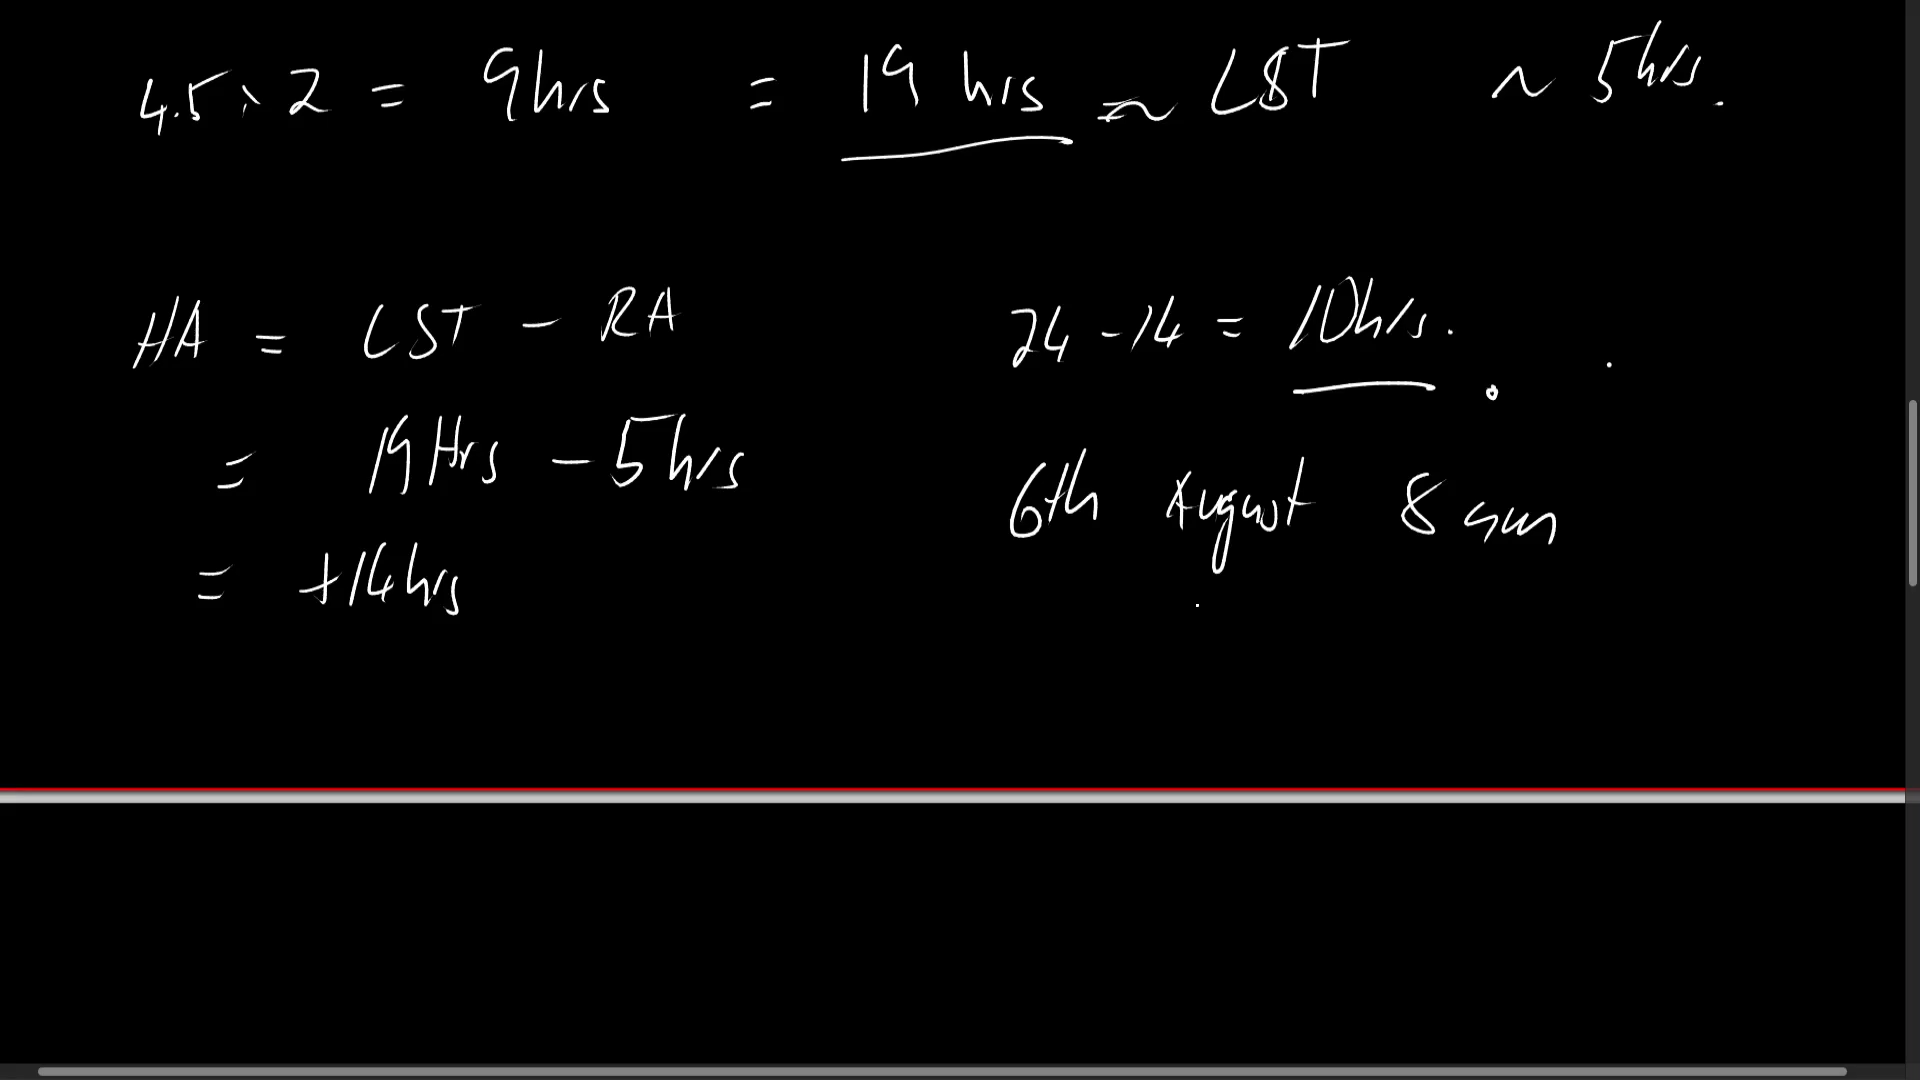 4.5 × 2 = 9hrs = 19 hrs ≈ LST ~ 5hrs.
HA = LST - RA
= 19Hrs - 5hrs
= +14hrs
24 - 14 = 10hrs.
6th August 8am